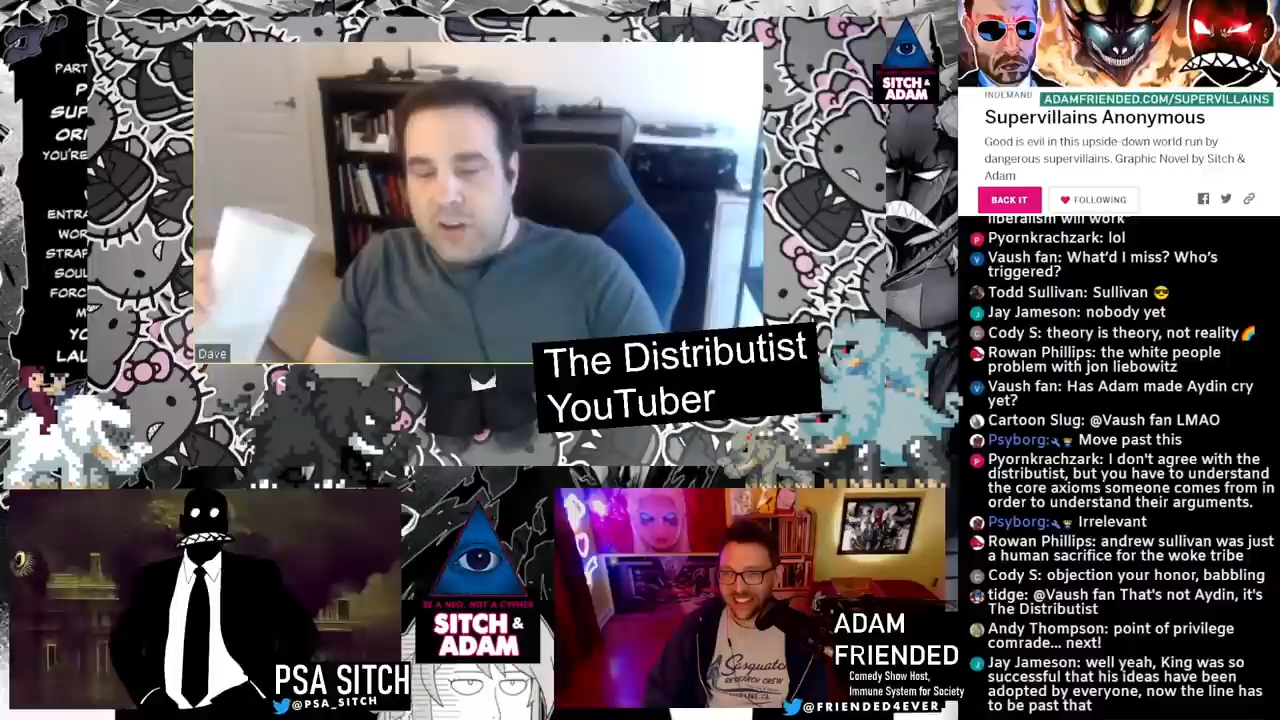 PART
P
SUP
ORI
YOU'RE
ENTRA
WOR
STRAP
SOUL
FORC
M
YO
LAU
Dave
The Distributist
YouTuber
SITCH &
ADAM
INDEMAND
ADAMFRIENDED.COM/SUPERVILLAINS
Supervillains Anonymous
Good is evil in this upside-down world run by
dangerous supervillains. Graphic Novel by Sitch &
Adam
BACK IT
FOLLOWING
liberalism will work
Pyornkrachzark: lol
Vaush fan: What'd I miss? Who's
triggered?
Todd Sullivan: Sullivan 😎
Jay Jameson: nobody yet
Cody S: theory is theory, not reality🌈
Rowan Phillips: the white people
problem with jon liebowitz
Vaush fan: Has Adam made Aydin cry
yet?
Cartoon Slug: @Vaush fan LMAO
Psyborg: Move past this
Pyornkrachzark: I don't agree with the
distributist, but you have to understand
the core axioms someone comes from in
order to understand their arguments.
Psyborg: Irrelevant
Rowan Phillips: andrew sullivan was just
a human sacrifice for the woke tribe
Cody S: objection your honor, babbling
tidge: @Vaush fan That's not Aydin, it's
The Distributist
Andy Thompson: point of privilege
comrade... next!
Jay Jameson: well yeah, King was so
successful that his ideas have been
adopted by everyone, now the line has
to be past that
PSA SITCH
@PSA_SITCH
BE A NEO, NOT A CYPHER
SITCH &
ADAM
Sasquatch
RESEARCH CREW
ADAM
FRIENDED
Comedy Show Host,
Immune System for Society
@FRIENDED4EVER